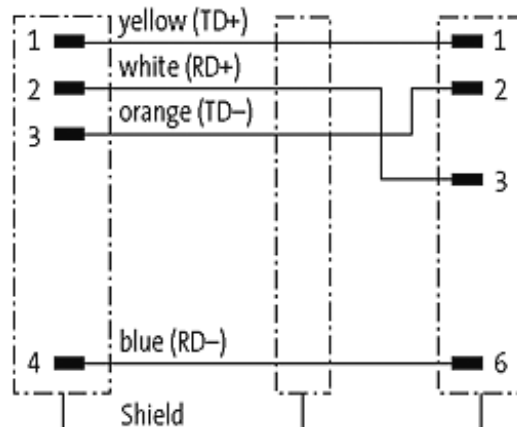 1 yellow (TD+) 1
2 white (RD+) 2
3 orange (TD–)
3
4 blue (RD–) 6
Shield